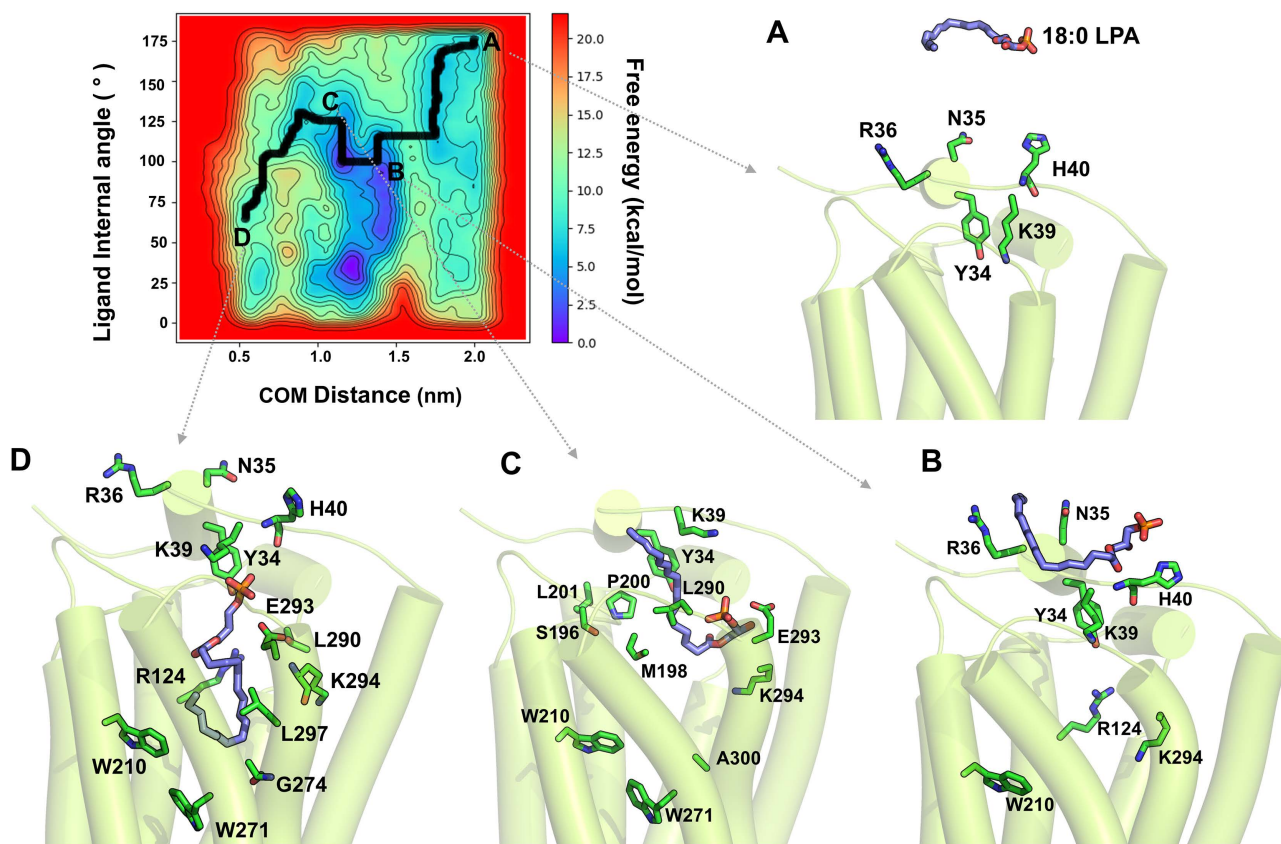 175
150
125
100
75
50
25
0
Ligand Internal angle ( ° )
0.5
1.0
1.5
2.0
COM Distance (nm)
A
B
C
D
20.0
17.5
15.0
12.5
10.0
7.5
5.0
2.5
0.0
Free energy (kcal/mol)
A
18:0 LPA
N35
R36
H40
K39
Y34
D
N35
R36
H40
K39
Y34
E293
L290
R124
K294
L297
W210
G274
W271
C
K39
Y34
P200
L290
L201
S196
E293
M198
K294
W210
A300
W271
B
N35
R36
H40
Y34
K39
R124
K294
W210